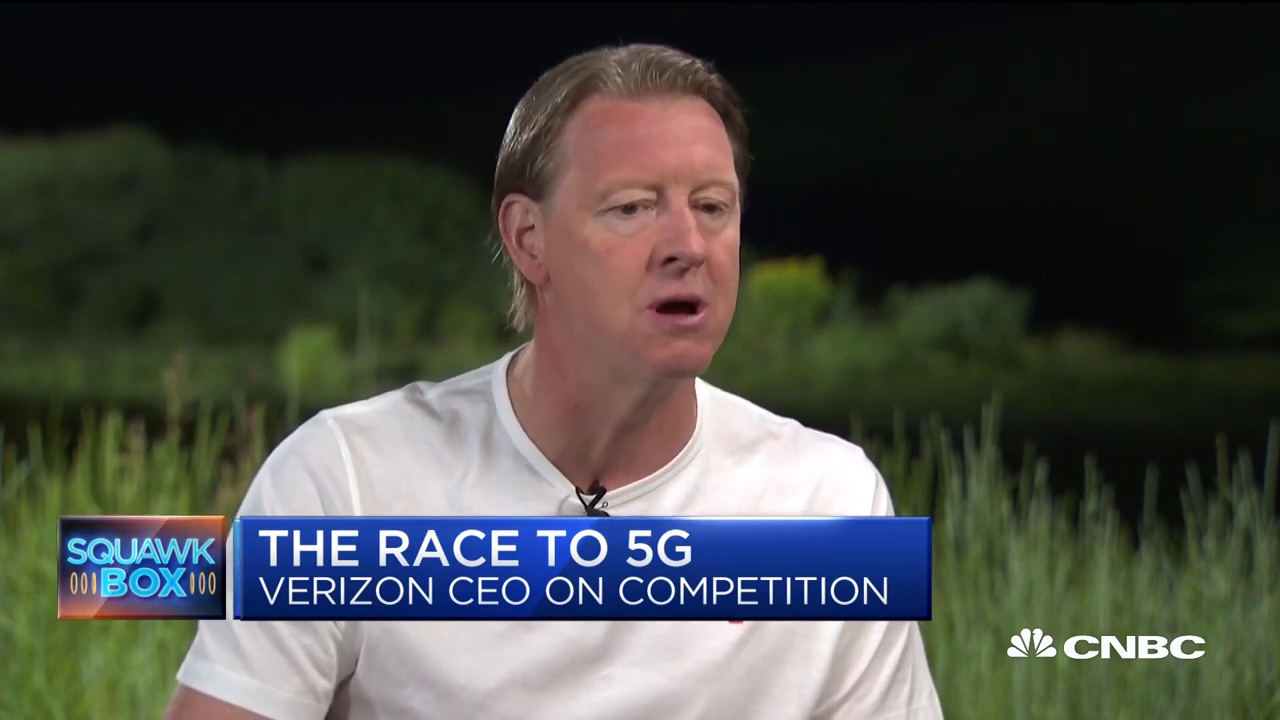 SQUAWK
BOX
THE RACE TO 5G
VERIZON CEO ON COMPETITION
CNBC